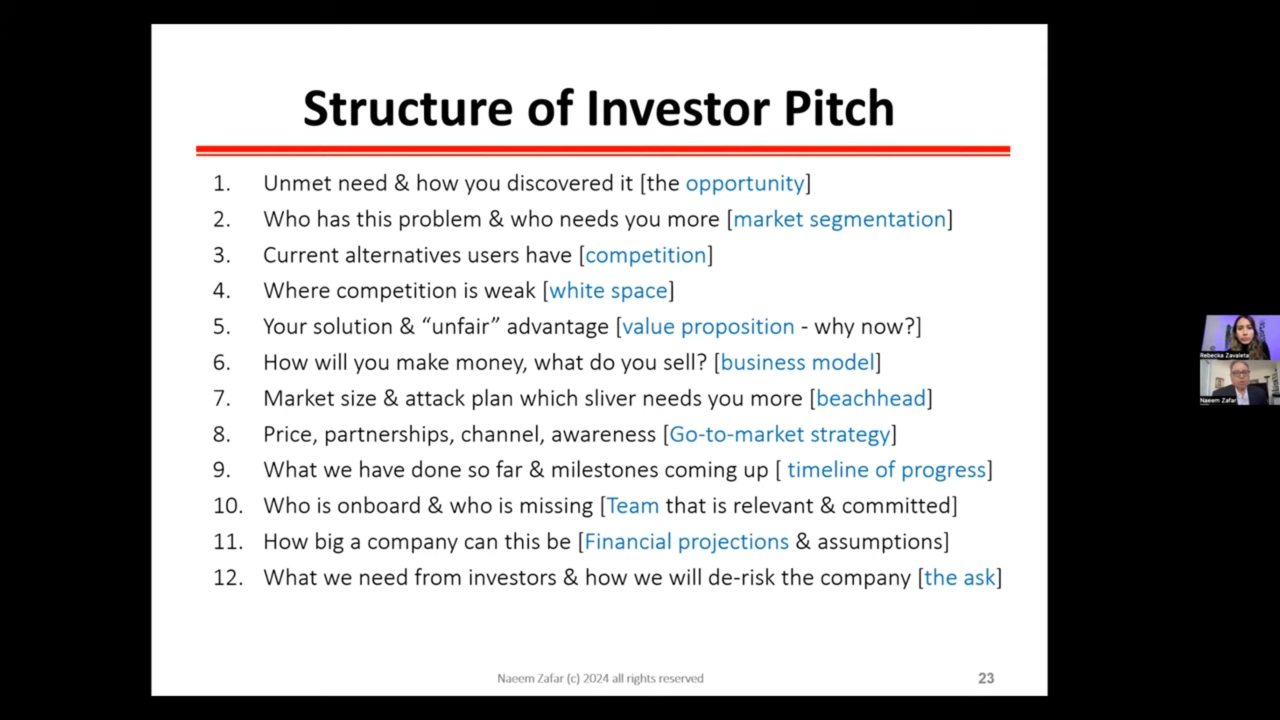 Structure of Investor Pitch
1. Unmet need & how you discovered it [the opportunity]
2. Who has this problem & who needs you more [market segmentation]
3. Current alternatives users have [competition]
4. Where competition is weak [white space]
5. Your solution & “unfair” advantage [value proposition - why now?]
6. How will you make money, what do you sell? [business model]
7. Market size & attack plan which sliver needs you more [beachhead]
8. Price, partnerships, channel, awareness [Go-to-market strategy]
9. What we have done so far & milestones coming up [ timeline of progress]
10. Who is onboard & who is missing [Team that is relevant & committed]
11. How big a company can this be [Financial projections & assumptions]
12. What we need from investors & how we will de-risk the company [the ask]
Naeem Zafar (c) 2024 all rights reserved
23
Rebecka Zavaleta
Naeem Zafar